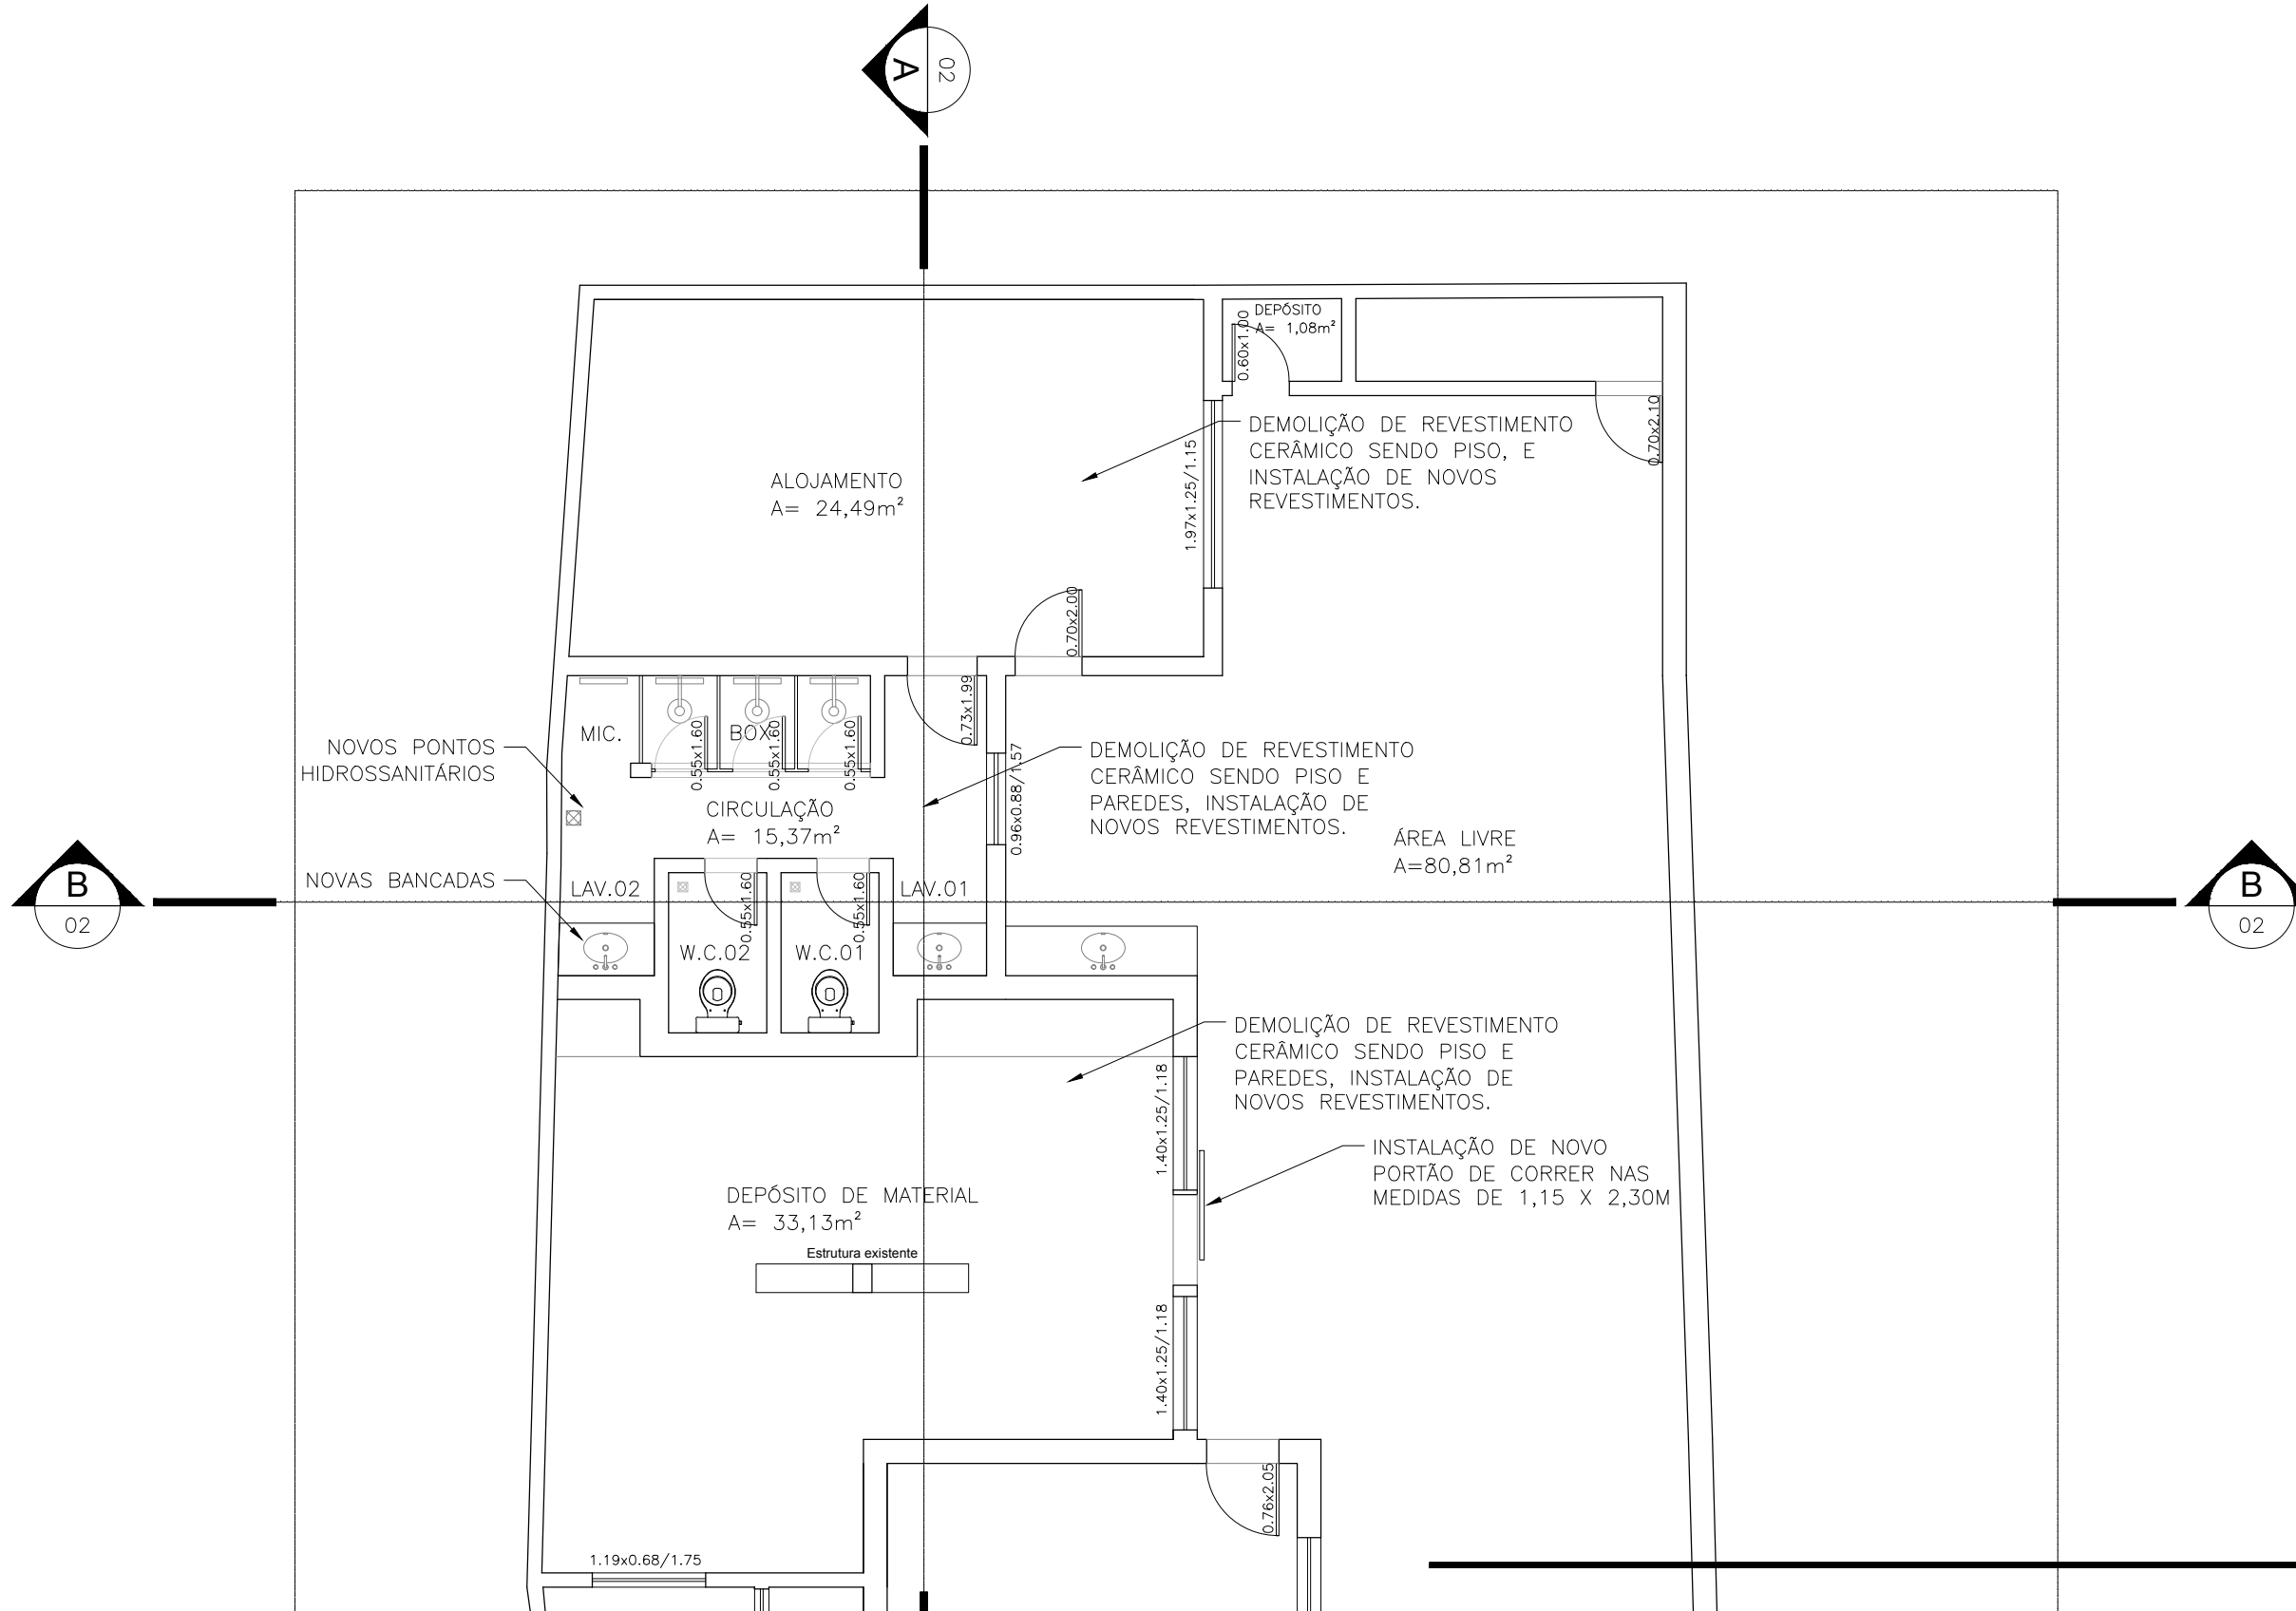 A
02
DEPÓSITO
A= 1,08m²
0.60x1.00
0.70x2.10
DEMOLIÇÃO DE REVESTIMENTO
CERÂMICO SENDO PISO, E
INSTALAÇÃO DE NOVOS
REVESTIMENTOS.
1.97x1.25/1.15
ALOJAMENTO
A= 24,49m²
0.70x2.00
0.73x1.99
MIC.
BOX
0.55x1.60
0.55x1.60
0.55x1.60
NOVOS PONTOS
HIDROSSANITÁRIOS
0.96x0.88/1.57
DEMOLIÇÃO DE REVESTIMENTO
CERÂMICO SENDO PISO E
PAREDES, INSTALAÇÃO DE
NOVOS REVESTIMENTOS.
CIRCULAÇÃO
A= 15,37m²
ÁREA LIVRE
A=80,81m²
B
02
NOVAS BANCADAS
LAV.02
LAV.01
B
02
0.55x1.60
0.55x1.60
W.C.02
W.C.01
DEMOLIÇÃO DE REVESTIMENTO
CERÂMICO SENDO PISO E
PAREDES, INSTALAÇÃO DE
NOVOS REVESTIMENTOS.
1.40x1.25/1.18
INSTALAÇÃO DE NOVO
PORTÃO DE CORRER NAS
MEDIDAS DE 1,15 X 2,30M
DEPÓSITO DE MATERIAL
A= 33,13m²
Estrutura existente
1.40x1.25/1.18
0.76x2.05
1.19x0.68/1.75